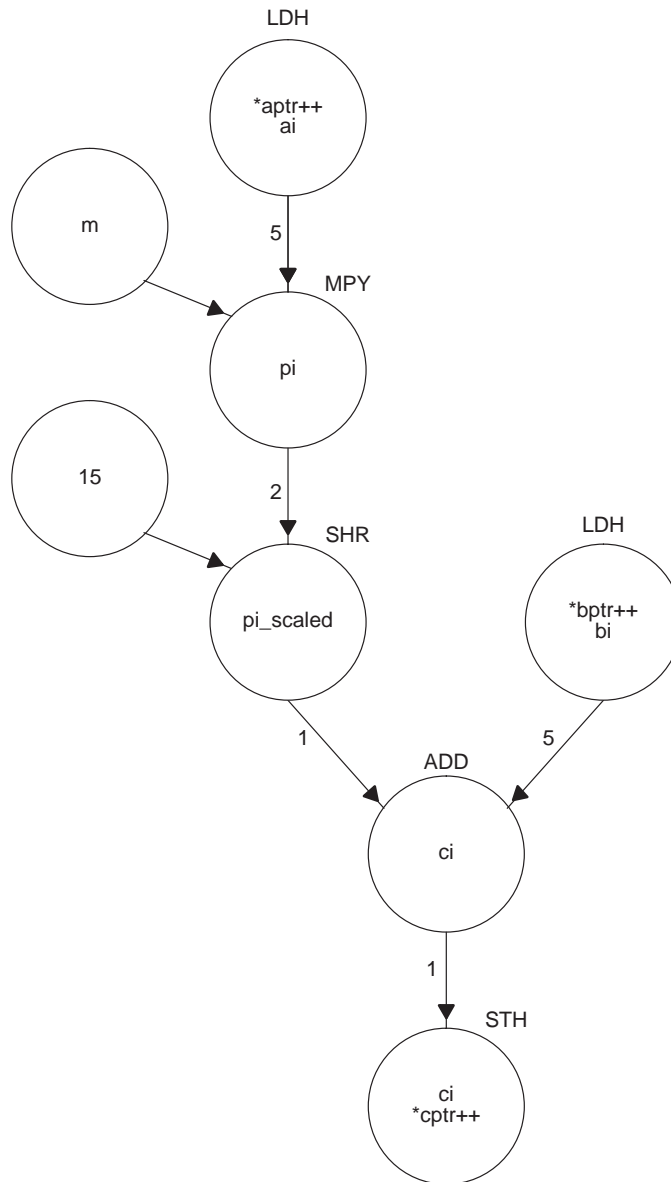 LDH
*aptr++
ai
m
5
MPY
pi
15
2
SHR
LDH
pi_scaled
*bptr++
bi
1
5
ADD
ci
1
STH
ci
*cptr++